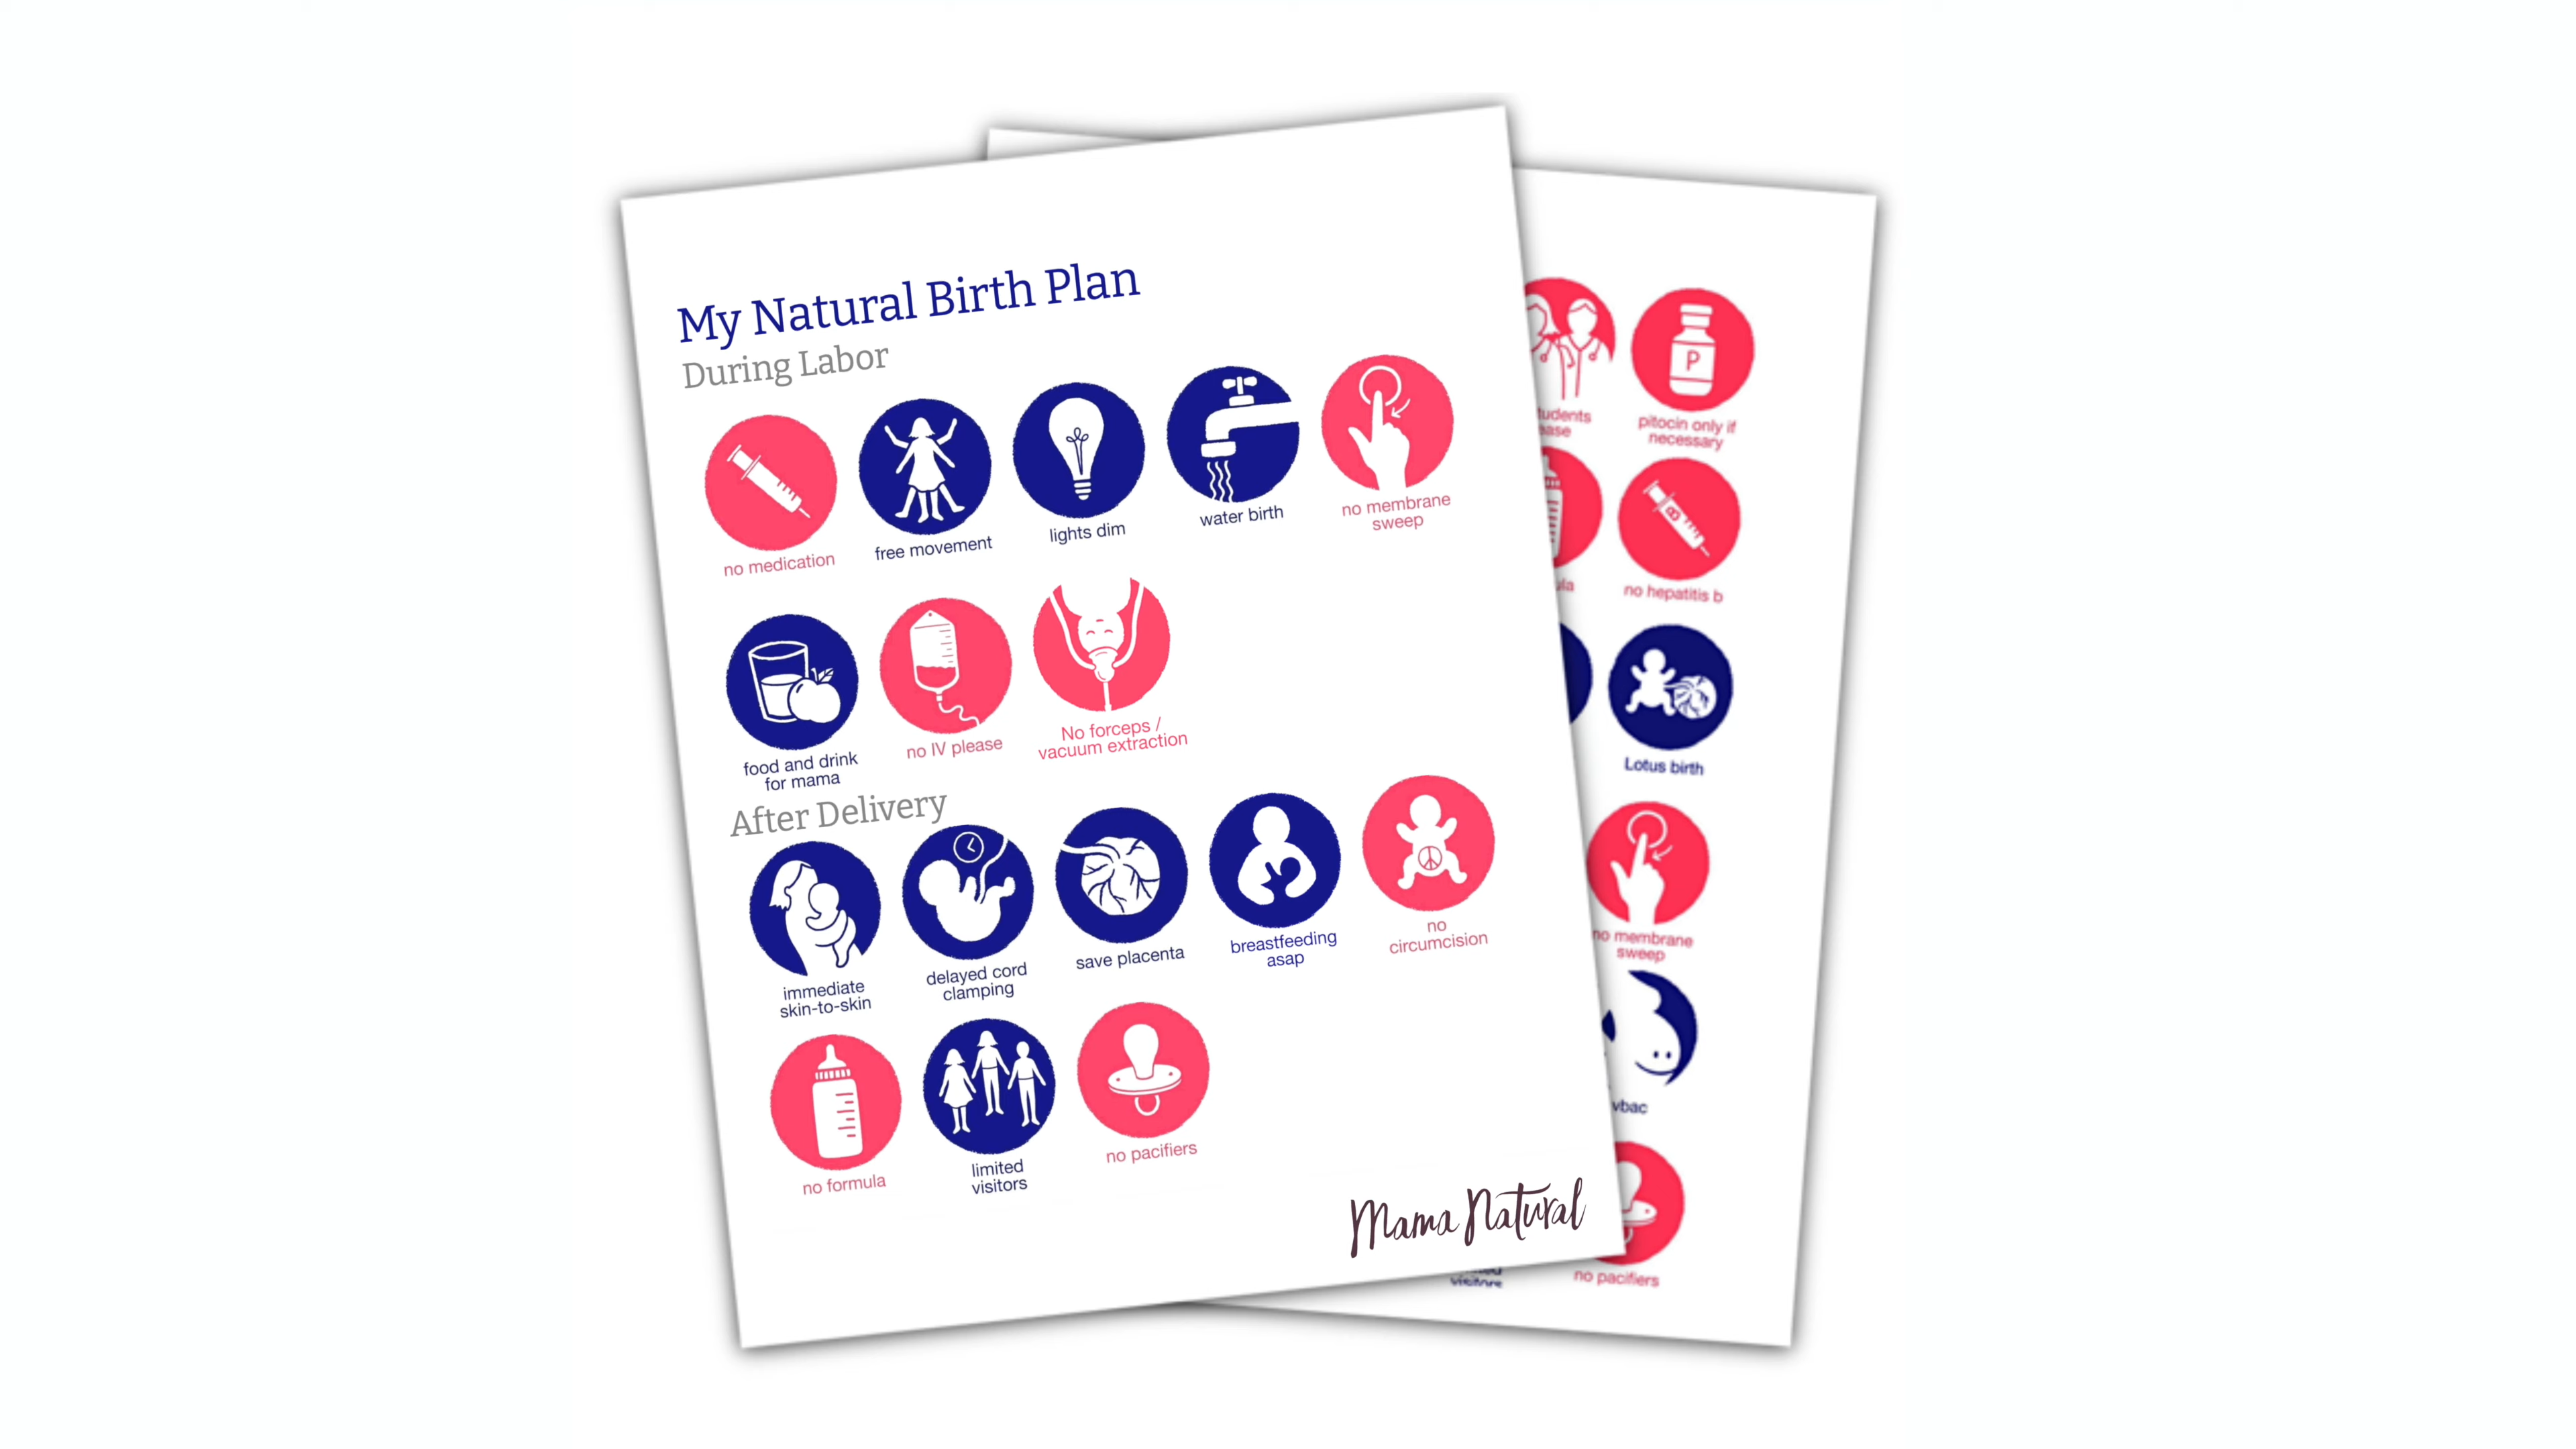 My Natural Birth Plan
During Labor
no medication
free movement
lights dim
water birth
no membrane
sweep
food and drink
for mama
no IV please
No forceps /
vacuum extraction
After Delivery
immediate
skin-to-skin
delayed cord
clamping
save placenta
breastfeeding
asap
no
circumcision
no formula
limited
visitors
no pacifiers
Mama Natural
P
pitocin only if
necessary
no hepatitis b
Lotus birth
no membrane
sweep
vbac
visitors
no pacifiers